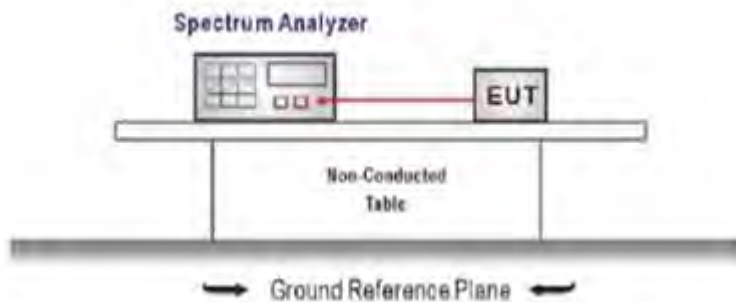 Spectrum Analyzer
EUT
Non-Conducted
Table
Ground Reference Plane